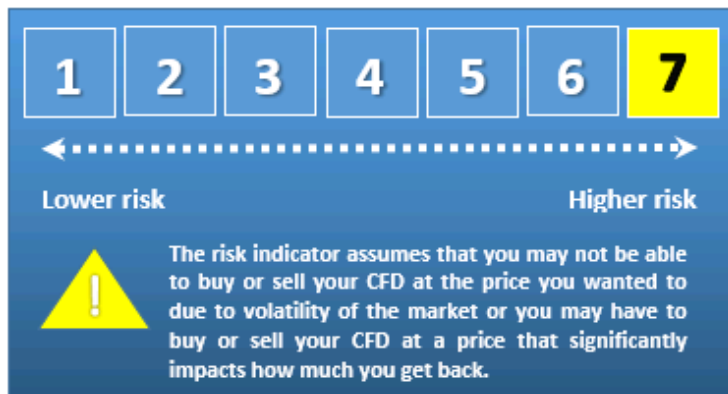 1 2 3 4 5 6 7
Lower risk Higher risk
!
The risk indicator assumes that you may not be able
to buy or sell your CFD at the price you wanted to
due to volatility of the market or you may have to
buy or sell your CFD at a price that significantly
impacts how much you get back.